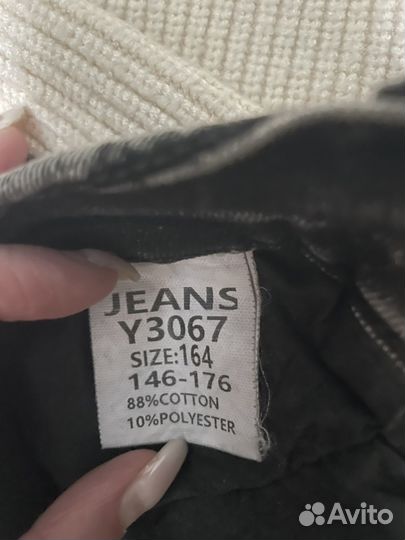 JEANS
Y3067
SIZE:164
146-176
88%COTTON
10%POLYESTER
Avito